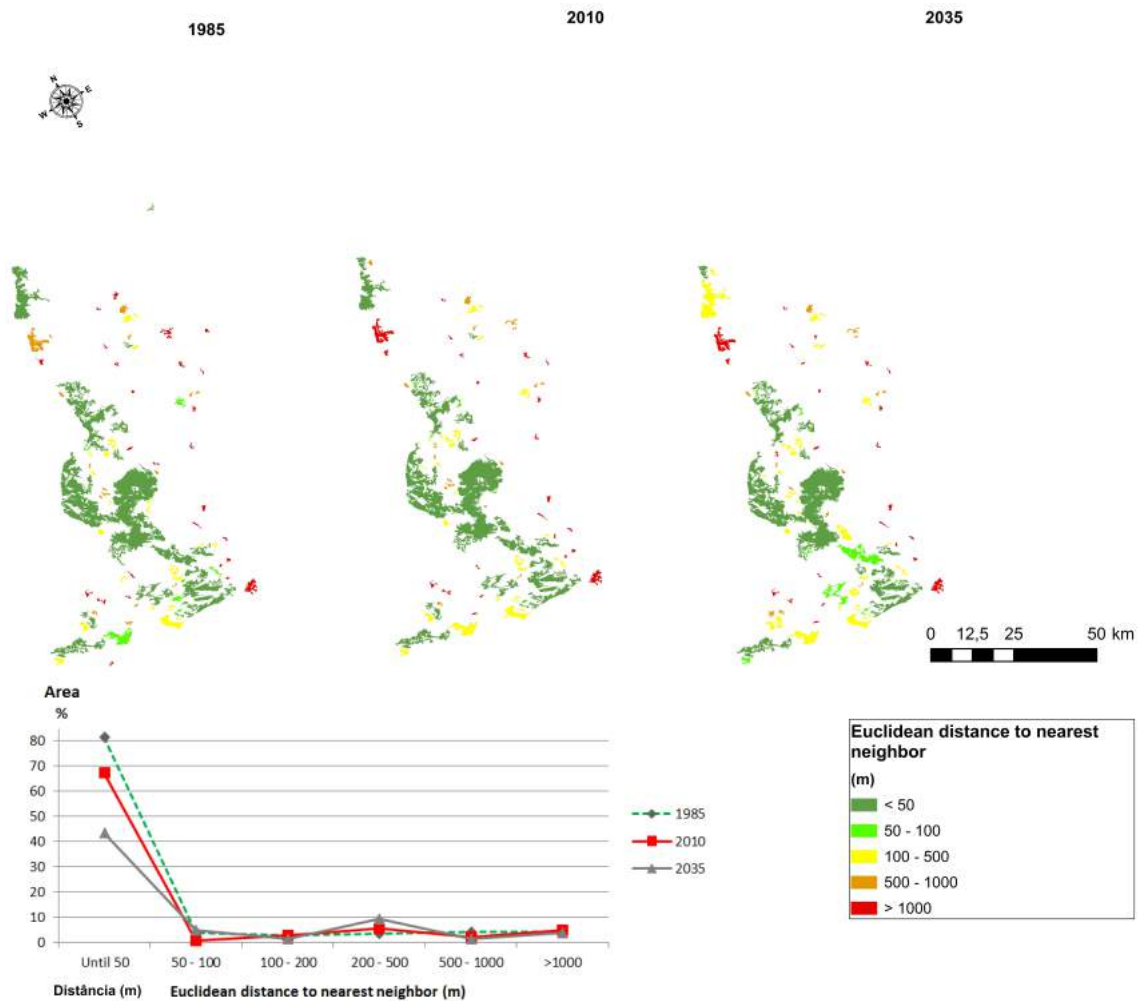 1985
2010
2035
N
E
W
S
0 12,5 25 50 km
Area
%
80
70
60
50
40
30
20
10
0
Until 50 50 - 100 100 - 200 200 - 500 500 - 1000 >1000
Distância (m) Euclidean distance to nearest neighbor (m)
1985
2010
2035
Euclidean distance to nearest
neighbor
(m)
< 50
50 - 100
100 - 500
500 - 1000
> 1000